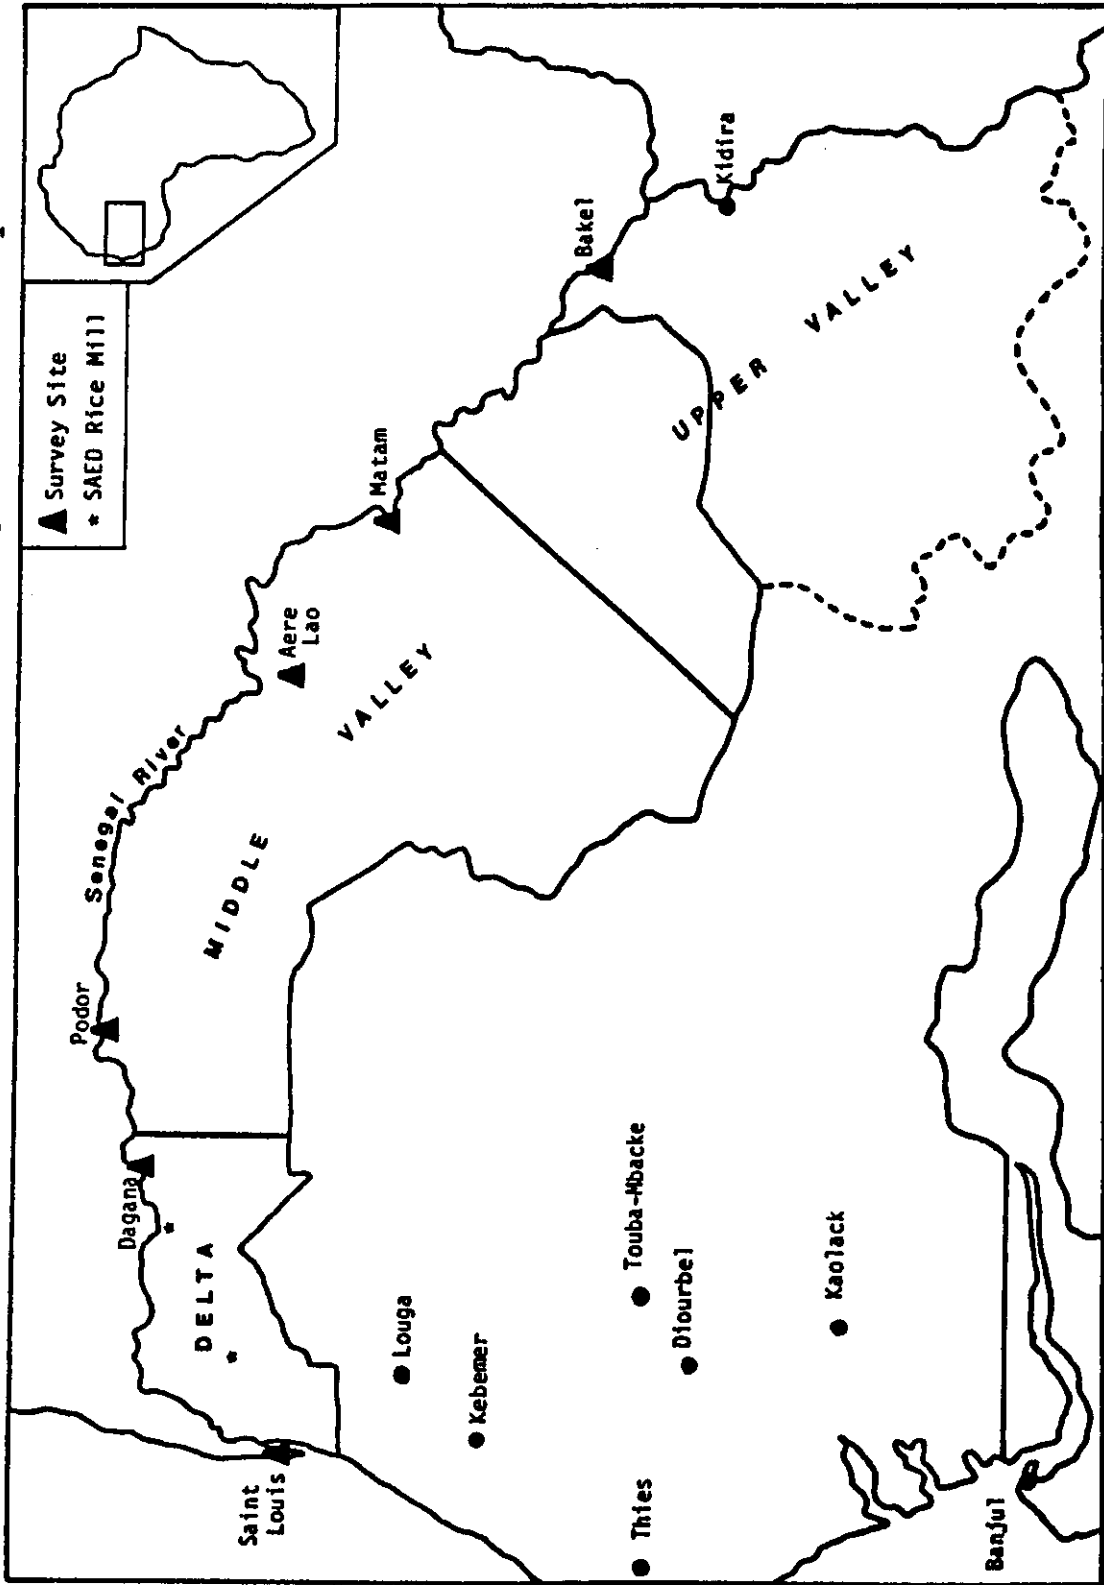 ▲ Survey Site
* SAED Rice Mill
Podor
Senegal River
Dagana
*
DELTA
*
Saint
Louis
MIDDLE
VALLEY
Aere
Lao
Matam
Bakel
Kidira
UPPER
VALLEY
Louga
Kebemer
Touba-Mbacke
Diourbel
Thies
Kaolack
Banjul